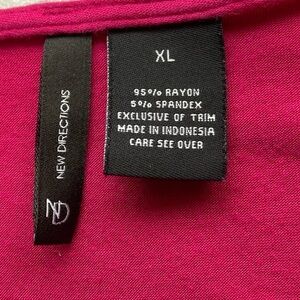 NEW DIRECTIONS
ND
XL
95% RAYON
5% SPANDEX
EXCLUSIVE OF TRIM
MADE IN INDONESIA
CARE SEE OVER